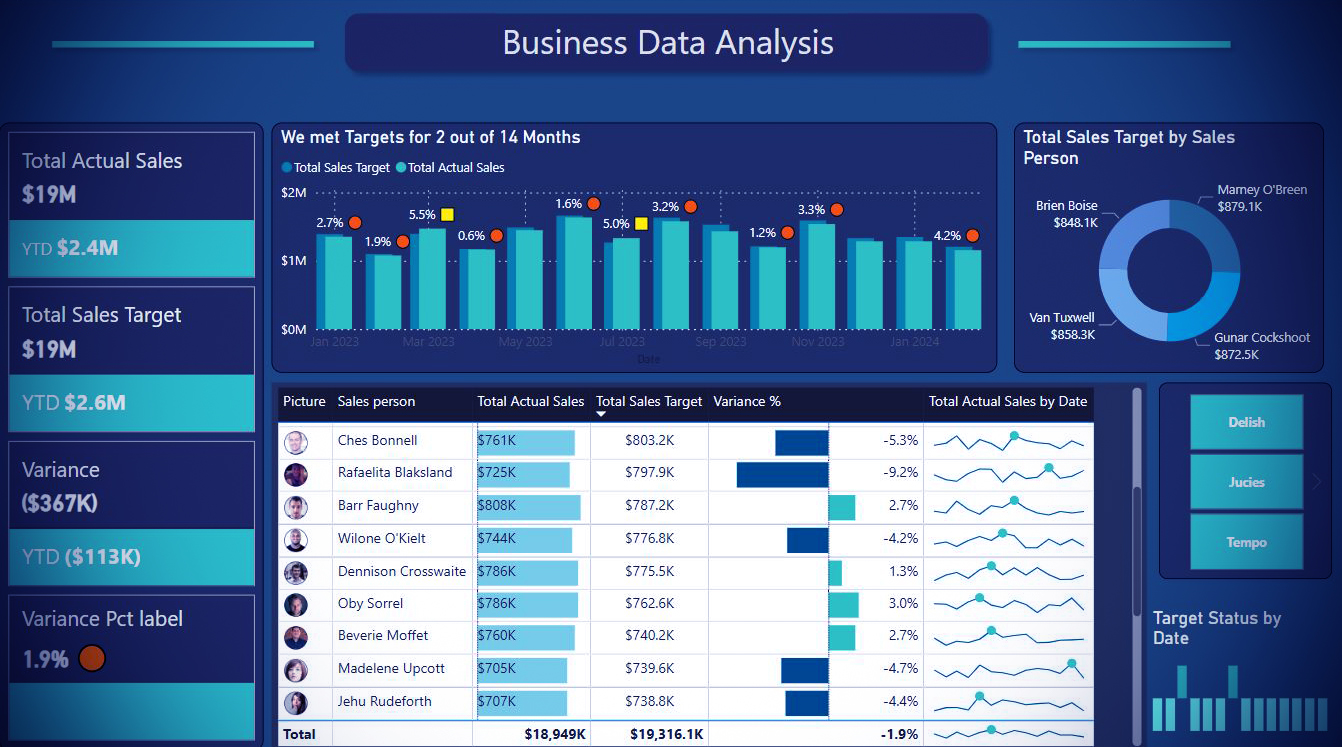 Business Data Analysis
Total Actual Sales
$19M
YTD $2.4M
Total Sales Target
$19M
YTD $2.6M
Variance
($367K)
YTD ($113K)
Variance Pct label
1.9%
We met Targets for 2 out of 14 Months
Total Sales Target Total Actual Sales
$2M
$1M
$0M
2.7%
1.9%
5.5%
0.6%
1.6%
5.0%
3.2%
1.2%
3.3%
4.2%
Jan 2023 Mar 2023 May 2023 Jul 2023 Sep 2023 Nov 2023 Jan 2024
Date
Total Sales Target by Sales
Person
Marney O'Breen
$879.1K
Brien Boise
$848.1K
Van Tuxwell
$858.3K
Gunar Cockshoot
$872.5K
Picture Sales person Total Actual Sales Total Sales Target Variance % Total Actual Sales by Date
Ches Bonnell $761K $803.2K -5.3%
Rafaelita Blaksland $725K $797.9K -9.2%
Barr Faughny $808K $787.2K 2.7%
Wilone O'Kielt $744K $776.8K -4.2%
Dennison Crosswaite $786K $775.5K 1.3%
Oby Sorrel $786K $762.6K 3.0%
Beverie Moffet $760K $740.2K 2.7%
Madelene Upcott $705K $739.6K -4.7%
Jehu Rudeforth $707K $738.8K -4.4%
Total $18,949K $19,316.1K -1.9%
Delish
Jucies
Tempo
Target Status by
Date